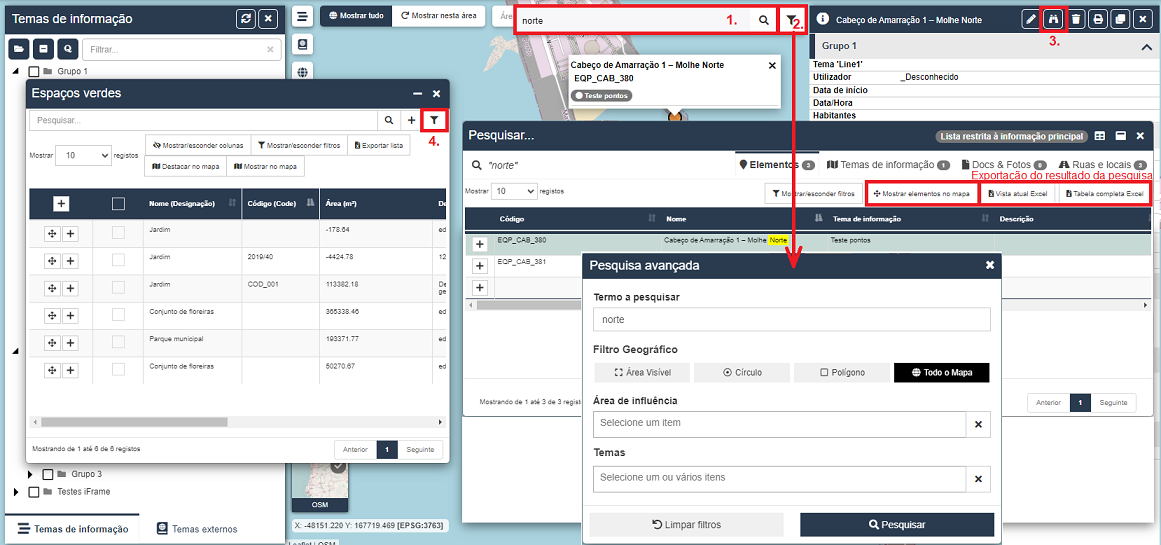 Temas de informação
Filtrar...
Grupo 1
Mostrar tudo
Mostrar nesta área
Áre
norte
1.
2.
Cabeço de Amarração 1 – Molhe Norte
EQP_CAB_380
Teste pontos
Cabeço de Amarração 1 – Molhe Norte
3.
Grupo 1
Tema 'Line1'
Utilizador _Desconhecido
Data de início
Data/Hora
Habitantes
Espaços verdes
Pesquisar...
4.
Mostrar 10 registos
Mostrar/esconder colunas
Mostrar/esconder filtros
Exportar lista
Destacar no mapa
Mostrar no mapa
Nome (Designação) Código (Code) Área (m²) De
Jardim -178.64 ed
Jardim 2019/40 -4424.78 12
Jardim COD_001 113382.18 De
ge
Conjunto de floreiras 365338.46 ed
Parque municipal 193371.77 ed
Conjunto de floreiras 50270.67 ed
Mostrando de 1 até 6 de 6 registos
Anterior 1 Seguinte
Grupo 3
Testes iFrame
Temas de informação
Temas externos
OSM
X: -48151.220 Y: 167719.469 [EPSG:3763]
Leaflet | OSM
Pesquisar...
Lista restrita à informação principal
"norte"
Elementos 3
Temas de informação 1
Docs & Fotos 0
Ruas e locais 3
Exportação do resultado da pesquisa
Mostrar 10 registos
Mostrar/esconder filtros
Mostrar elementos no mapa
Vista atual Excel
Tabela completa Excel
Código Nome Tema de informação Descrição
EQP_CAB_380 Cabeço de Amarração 1 – Molhe Norte Teste pontos
EQP_CAB_381
Mostrando de 1 até 3 de 3 regist
Anterior 1 Seguinte
Pesquisa avançada
Termo a pesquisar
norte
Filtro Geográfico
Área Visível
Círculo
Polígono
Todo o Mapa
Área de influência
Selecione um item
Temas
Selecione um ou vários itens
Limpar filtros
Pesquisar